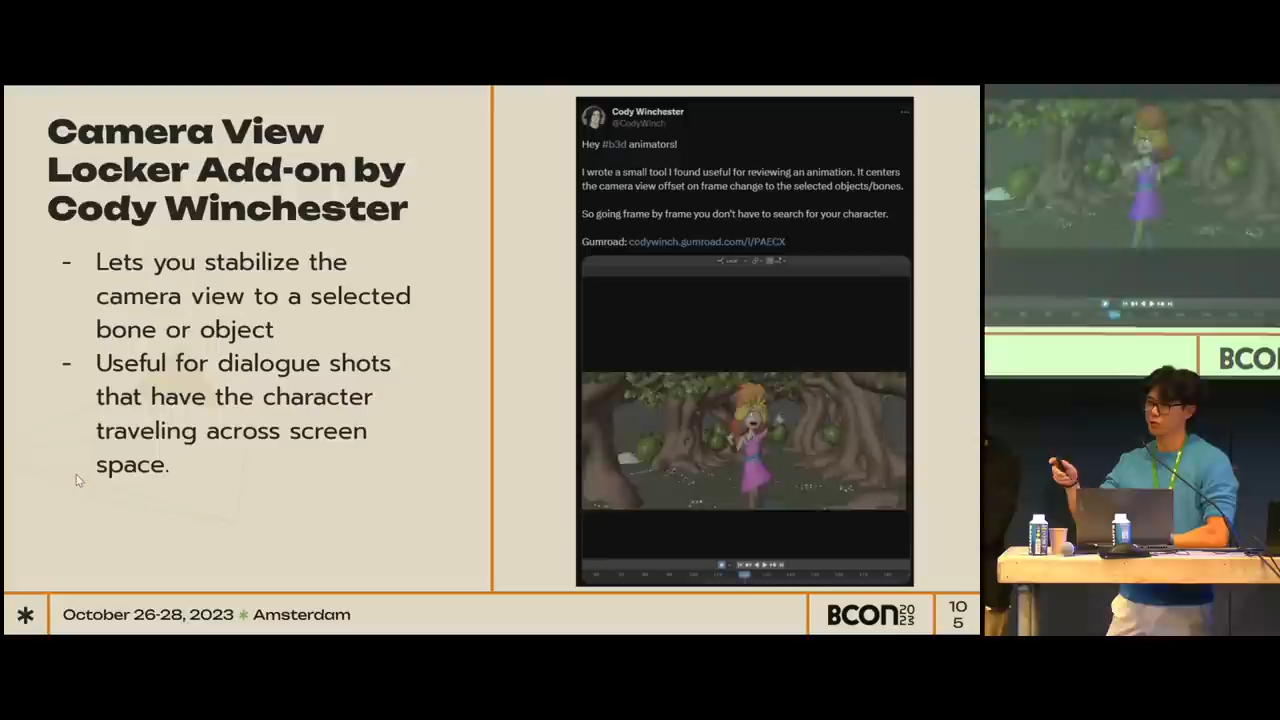 Camera View
Locker Add-on by
Cody Winchester
- Lets you stabilize the
camera view to a selected
bone or object
- Useful for dialogue shots
that have the character
traveling across screen
space.
Cody Winchester
@CodyWinch
Hey #b3d animators!
I wrote a small tool I found useful for reviewing an animation. It centers
the camera view offset on frame change to the selected objects/bones.
So going frame by frame you don't have to search for your character.
Gumroad: codywinch.gumroad.com/l/PAECX
October 26-28, 2023 * Amsterdam
BCON 20
23
10
5
BCON